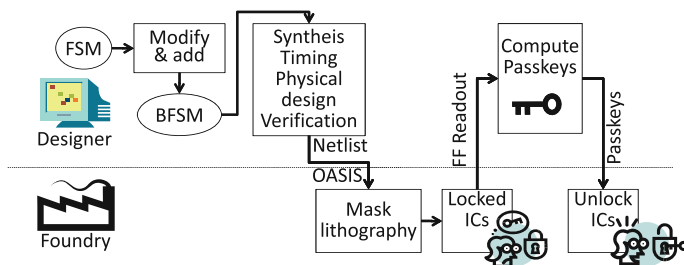 FSM
Modify
& add
BFSM
Designer
Syntheis
Timing
Physical
design
Verification
Netlist
OASIS
FF Readout
Compute
Passkeys
Passkeys
Foundry
Mask
lithography
Locked
ICs
Unlock
ICs